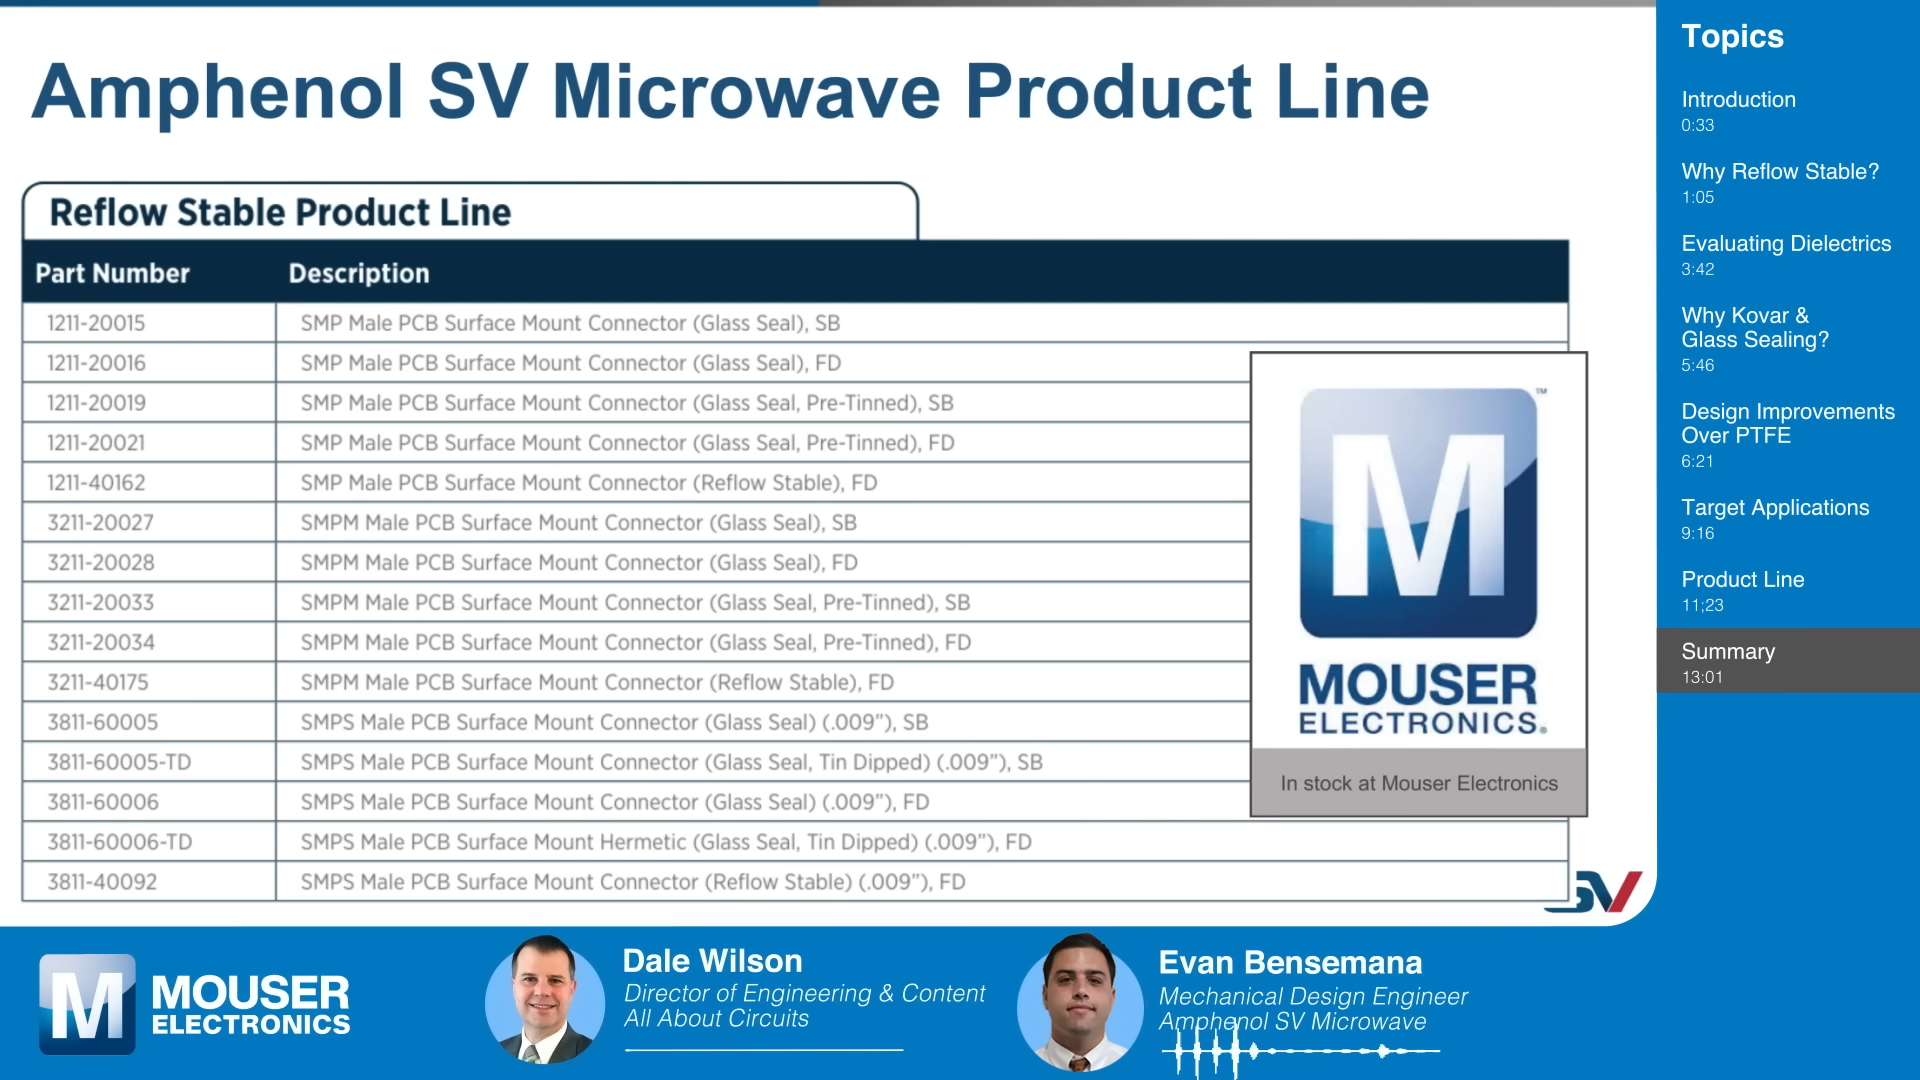 Amphenol SV Microwave Product Line
Reflow Stable Product Line
Part Number Description
1211-20015 SMP Male PCB Surface Mount Connector (Glass Seal), SB
1211-20016 SMP Male PCB Surface Mount Connector (Glass Seal), FD
1211-20019 SMP Male PCB Surface Mount Connector (Glass Seal, Pre-Tinned), SB
1211-20021 SMP Male PCB Surface Mount Connector (Glass Seal, Pre-Tinned), FD
1211-40162 SMP Male PCB Surface Mount Connector (Reflow Stable), FD
3211-20027 SMPM Male PCB Surface Mount Connector (Glass Seal), SB
3211-20028 SMPM Male PCB Surface Mount Connector (Glass Seal), FD
3211-20033 SMPM Male PCB Surface Mount Connector (Glass Seal, Pre-Tinned), SB
3211-20034 SMPM Male PCB Surface Mount Connector (Glass Seal, Pre-Tinned), FD
3211-40175 SMPM Male PCB Surface Mount Connector (Reflow Stable), FD
3811-60005 SMPS Male PCB Surface Mount Connector (Glass Seal) (.009”), SB
3811-60005-TD SMPS Male PCB Surface Mount Connector (Glass Seal, Tin Dipped) (.009”), SB
3811-60006 SMPS Male PCB Surface Mount Connector (Glass Seal) (.009”), FD
3811-60006-TD SMPS Male PCB Surface Mount Hermetic (Glass Seal, Tin Dipped) (.009”), FD
3811-40092 SMPS Male PCB Surface Mount Connector (Reflow Stable) (.009”), FD
M™
MOUSER
ELECTRONICS®
In stock at Mouser Electronics
SV
Topics
Introduction
0:33
Why Reflow Stable?
1:05
Evaluating Dielectrics
3:42
Why Kovar &
Glass Sealing?
5:46
Design Improvements
Over PTFE
6:21
Target Applications
9:16
Product Line
11;23
Summary
13:01
M
MOUSER
ELECTRONICS
Dale Wilson
Director of Engineering & Content
All About Circuits
Evan Bensemana
Mechanical Design Engineer
Amphenol SV Microwave